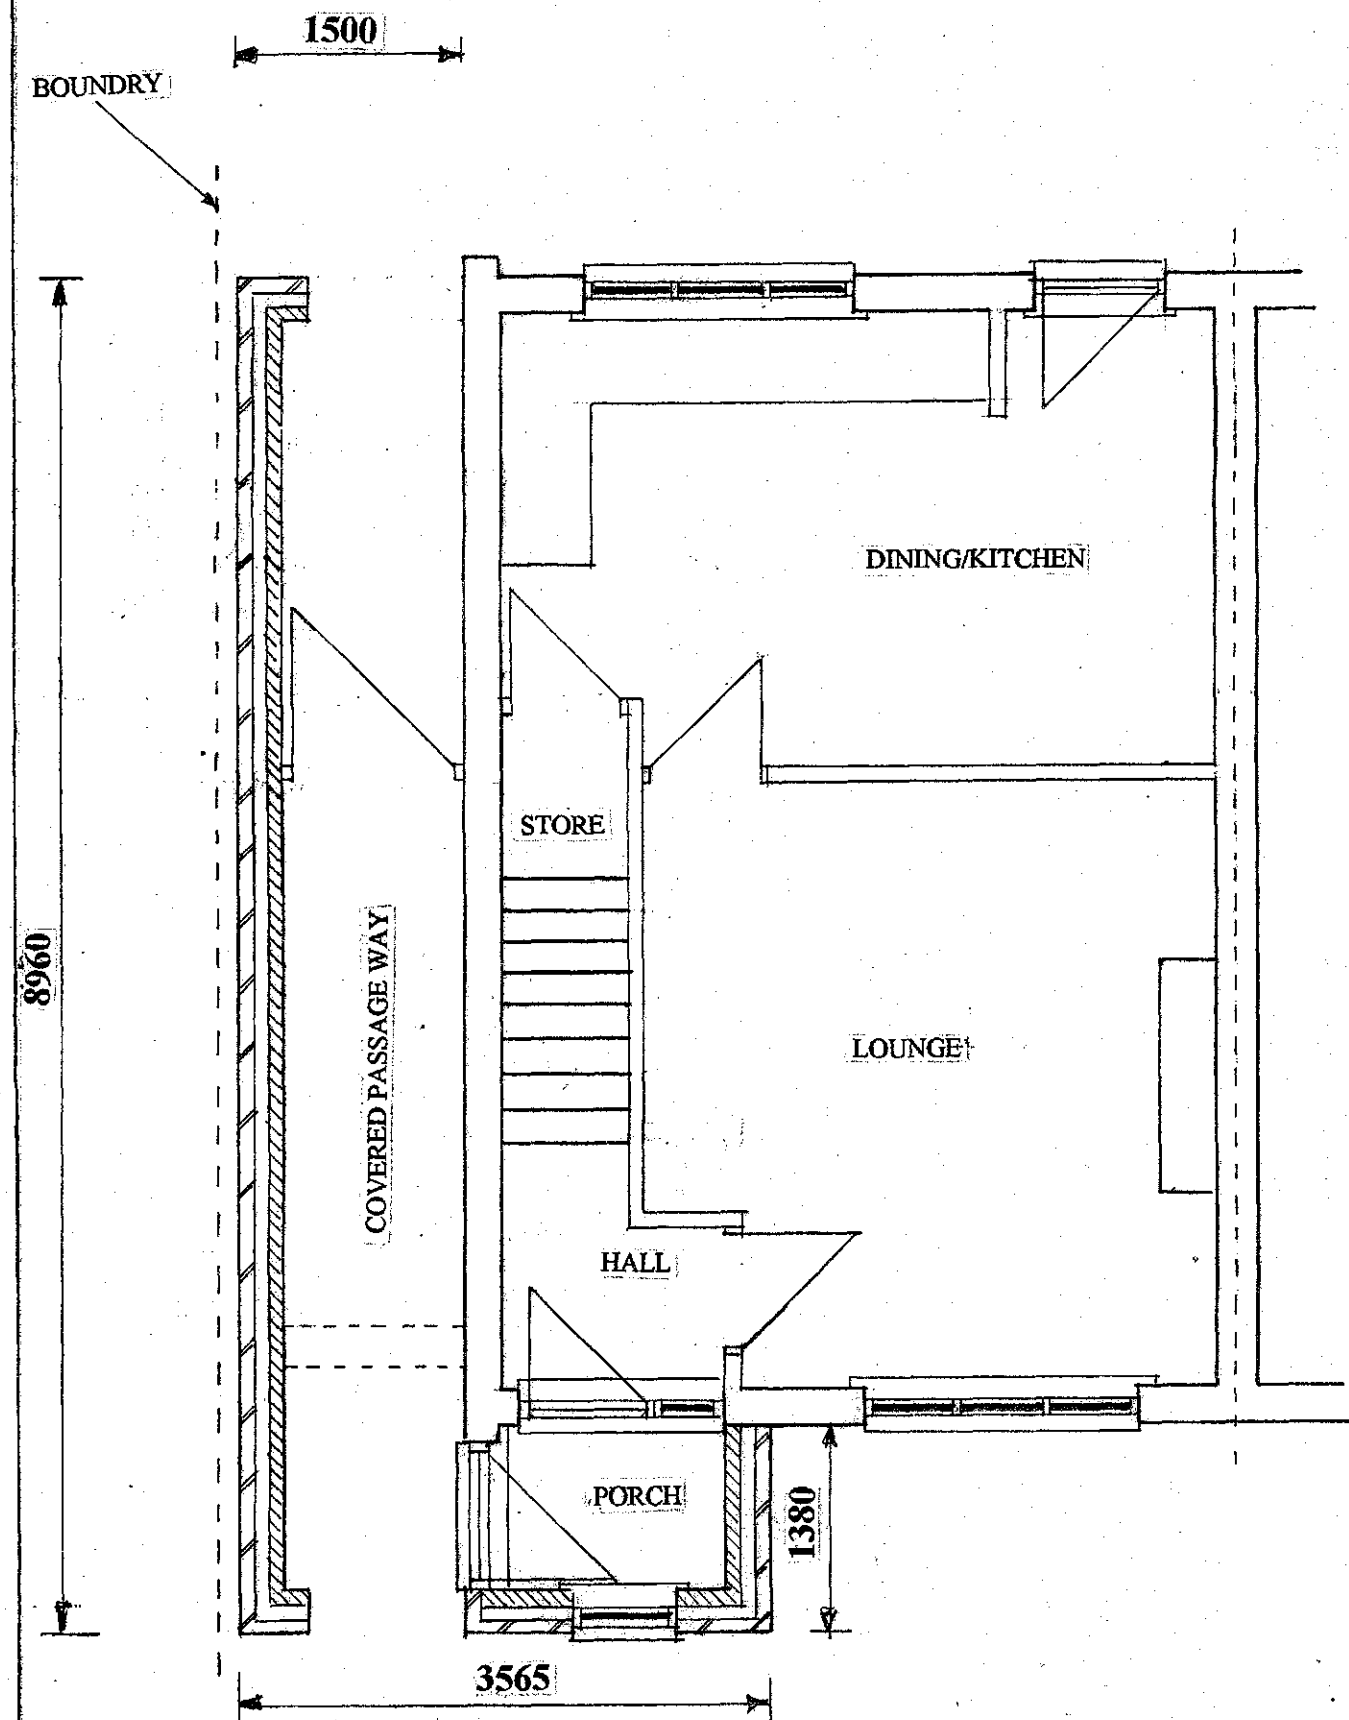 1500
BOUNDRY
DINING/KITCHEN
STORE
8960
COVERED PASSAGE WAY
LOUNGE
HALL
PORCH
1380
3565